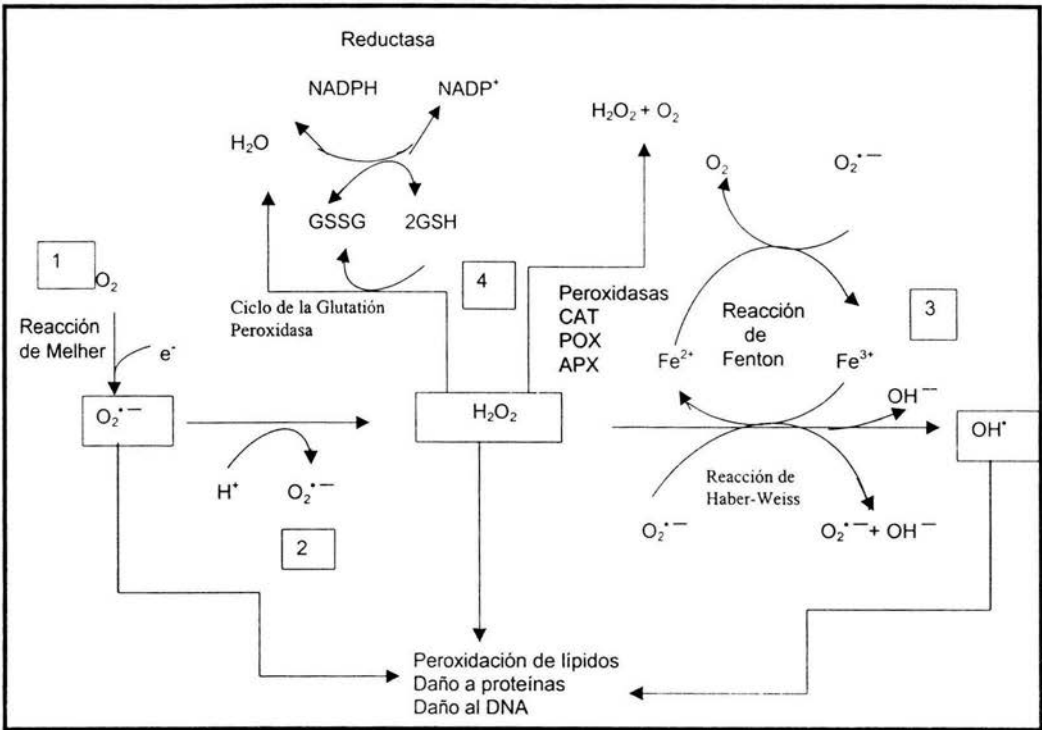 Reductasa
NADPH NADP⁺
H₂O
GSSG 2GSH
H₂O₂ + O₂
O₂ O₂•—
1
O₂
Reacción
de Melher
e⁻
Ciclo de la Glutatión
Peroxidasa
4
Peroxidasas
CAT
POX
APX
Reacción
de
Fenton
Fe²⁺ Fe³⁺
3
O₂•—
H₂O₂
OH —
OH•
H⁺ O₂•—
2
Reacción de
Haber-Weiss
O₂•— O₂•— + OH —
Peroxidación de lípidos
Daño a proteínas
Daño al DNA